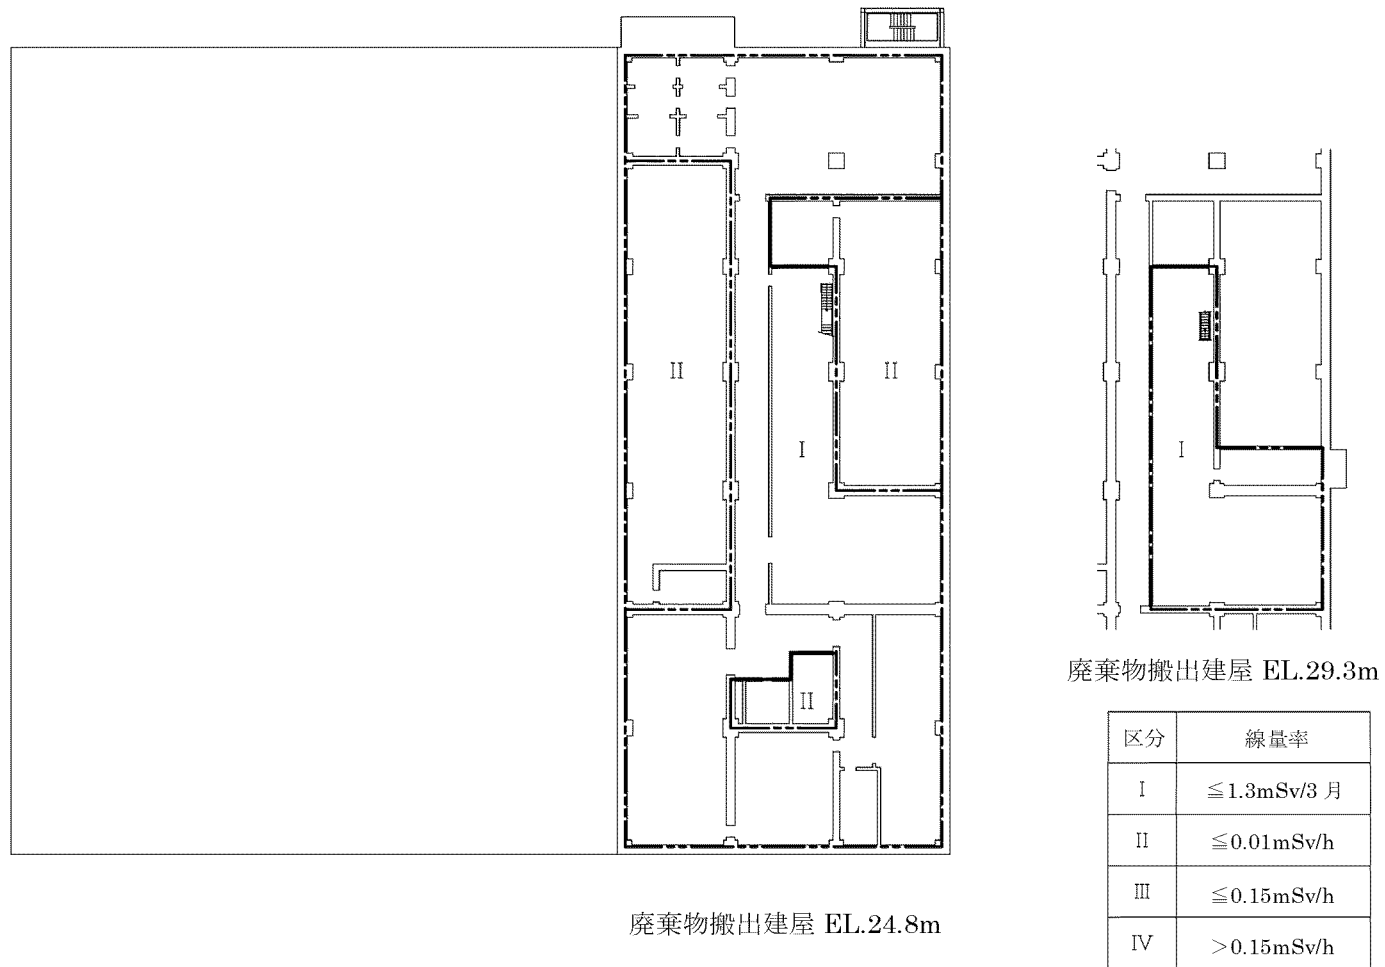 II
II
I
I
II
廃棄物搬出建屋 EL.29.3m
区分 線量率
I ≦1.3mSv/3 月
II ≦0.01mSv/h
III ≦0.15mSv/h
IV >0.15mSv/h
廃棄物搬出建屋 EL.24.8m